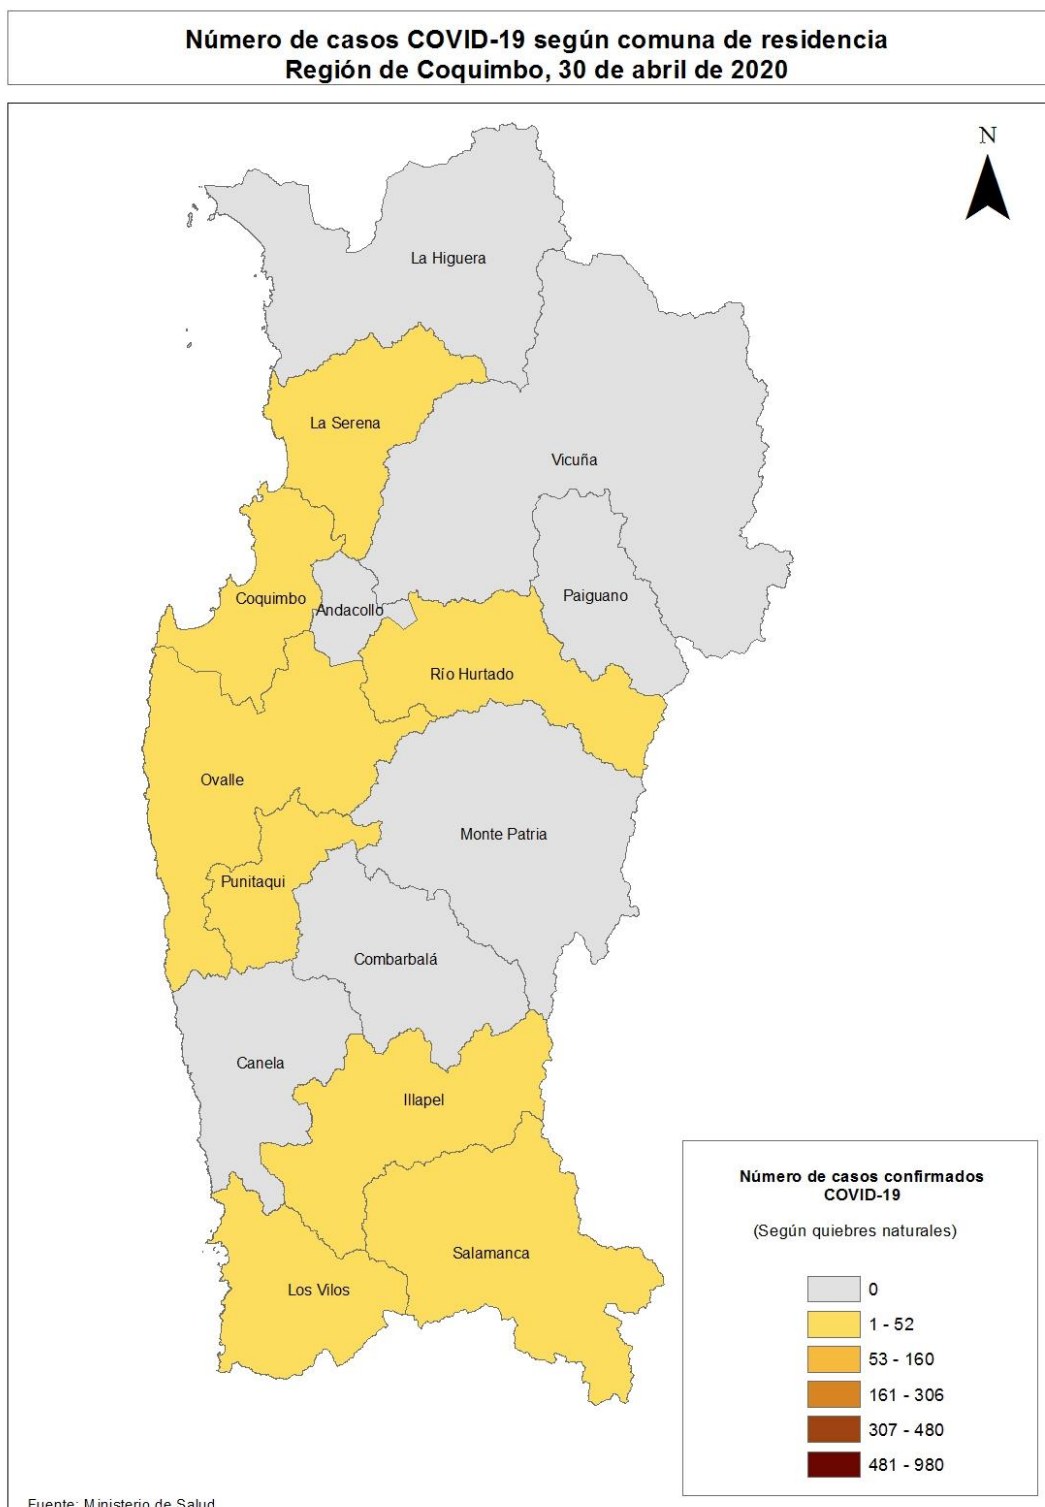 Número de casos COVID-19 según comuna de residencia
Región de Coquimbo, 30 de abril de 2020
N
La Higuera
La Serena
Vicuña
Coquimbo
Andacollo
Paiguano
Río Hurtado
Ovalle
Monte Patria
Punitaqui
Combarbalá
Canela
Illapel
Salamanca
Los Vilos
Número de casos confirmados
COVID-19
(Según quiebres naturales)
0
1 - 52
53 - 160
161 - 306
307 - 480
481 - 980
Fuente: Ministerio de Salud